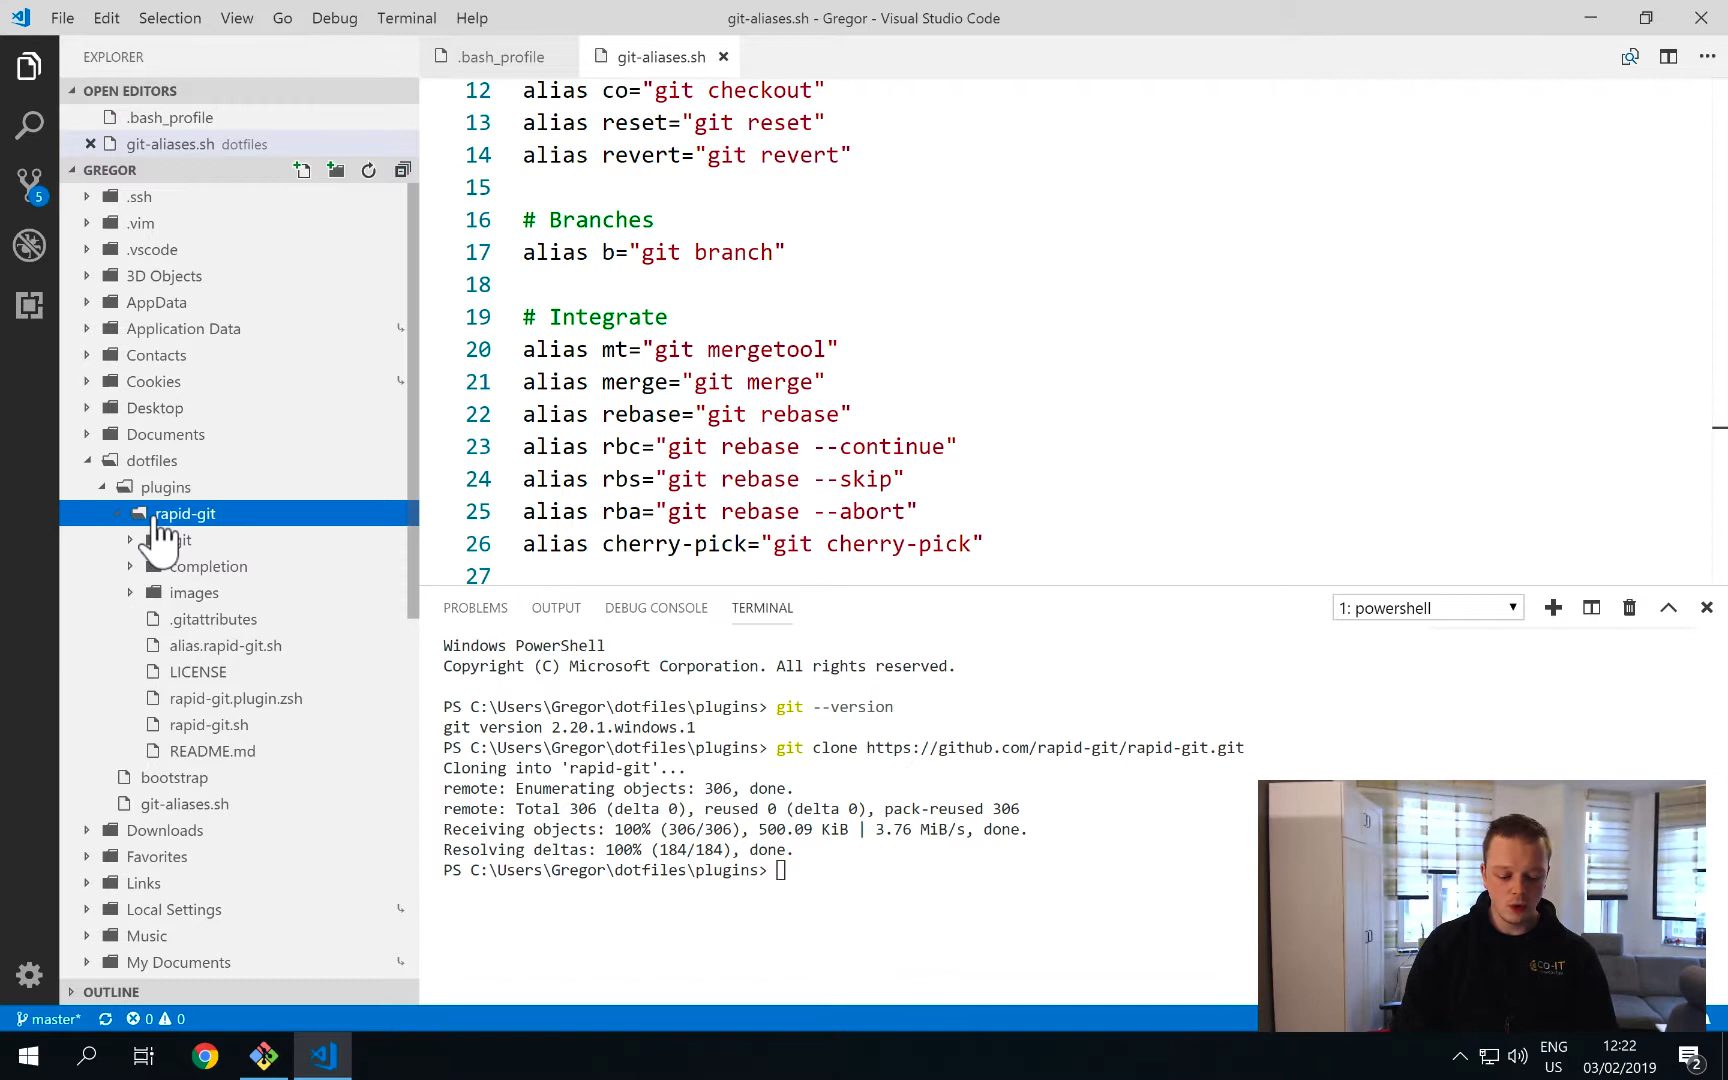 File Edit Selection View Go Debug Terminal Help
git-aliases.sh - Gregor - Visual Studio Code
EXPLORER
OPEN EDITORS
.bash_profile
git-aliases.sh dotfiles
GREGOR
.ssh
.vim
.vscode
3D Objects
AppData
Application Data
Contacts
Cookies
Desktop
Documents
dotfiles
plugins
rapid-git
completion
images
.gitattributes
alias.rapid-git.sh
LICENSE
rapid-git.plugin.zsh
rapid-git.sh
README.md
bootstrap
git-aliases.sh
Downloads
Favorites
Links
Local Settings
Music
My Documents
OUTLINE
5
.bash_profile
git-aliases.sh
12 alias co="git checkout"
13 alias reset="git reset"
14 alias revert="git revert"
15
16 # Branches
17 alias b="git branch"
18
19 # Integrate
20 alias mt="git mergetool"
21 alias merge="git merge"
22 alias rebase="git rebase"
23 alias rbc="git rebase --continue"
24 alias rbs="git rebase --skip"
25 alias rba="git rebase --abort"
26 alias cherry-pick="git cherry-pick"
27
PROBLEMS OUTPUT DEBUG CONSOLE TERMINAL
1: powershell
Windows PowerShell
Copyright (C) Microsoft Corporation. All rights reserved.
PS C:\Users\Gregor\dotfiles\plugins> git --version
git version 2.20.1.windows.1
PS C:\Users\Gregor\dotfiles\plugins> git clone https://github.com/rapid-git/rapid-git.git
Cloning into 'rapid-git'...
remote: Enumerating objects: 306, done.
remote: Total 306 (delta 0), reused 0 (delta 0), pack-reused 306
Receiving objects: 100% (306/306), 500.09 KiB | 3.76 MiB/s, done.
Resolving deltas: 100% (184/184), done.
PS C:\Users\Gregor\dotfiles\plugins>
co-IT
master* 0 0
ENG
US
12:22
03/02/2019
2